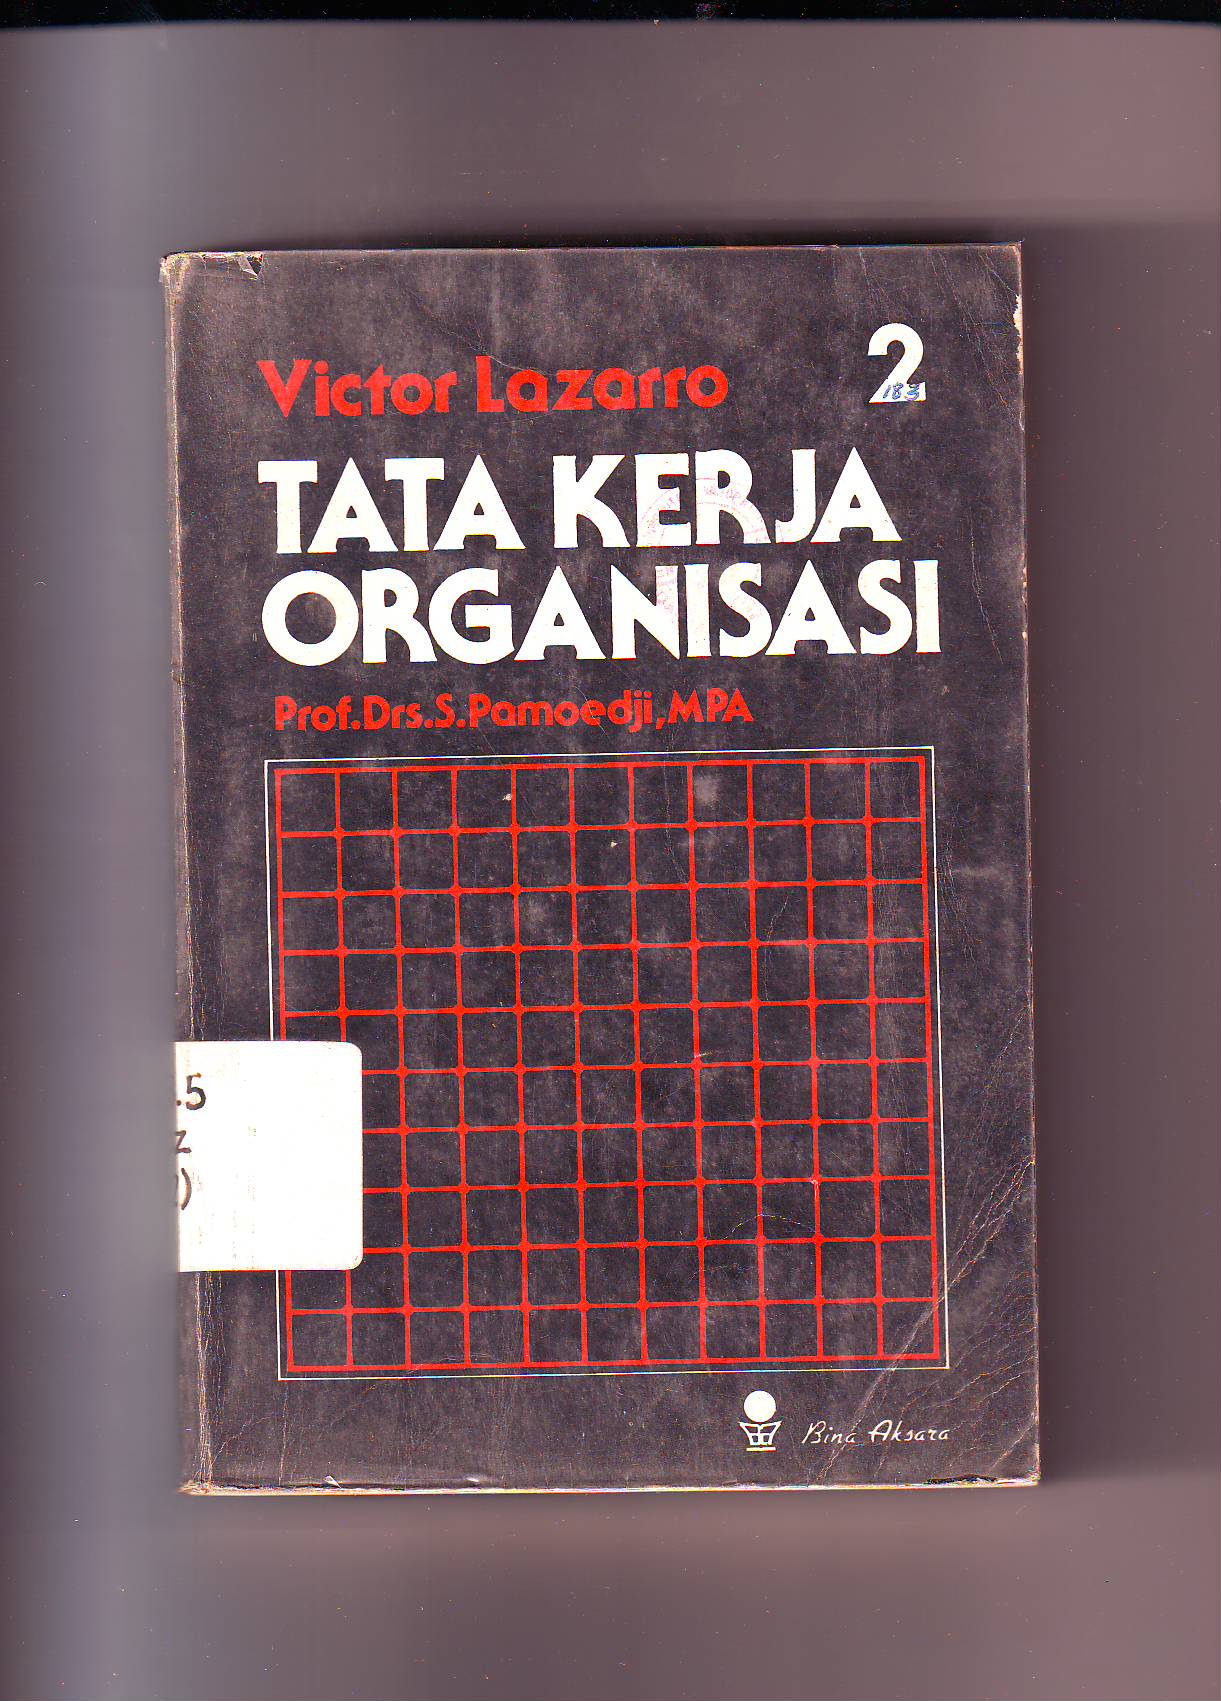 Victor Lazarro
2
183
TATA KERJA
ORGANISASI
Prof.Drs.S.Pamoedji,MPA
.5
z
)
Bina Aksara